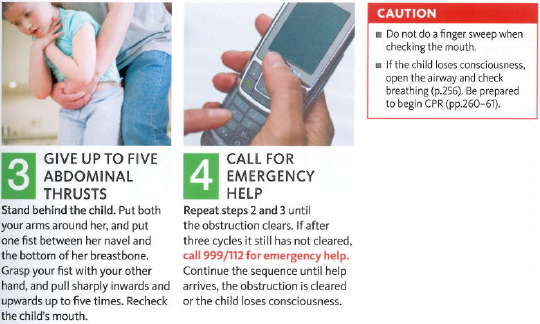 3
GIVE UP TO FIVE
ABDOMINAL
THRUSTS
Stand behind the child. Put both
your arms around her, and put
one fist between her navel and
the bottom of her breastbone.
Grasp your fist with your other
hand, and pull sharply inwards and
upwards up to five times. Recheck
the child's mouth.
4
CALL FOR
EMERGENCY
HELP
Repeat steps 2 and 3 until
the obstruction clears. If after
three cycles it still has not cleared,
call 999/112 for emergency help.
Continue the sequence until help
arrives, the obstruction is cleared
or the child loses consciousness.
CAUTION
■ Do not do a finger sweep when
checking the mouth.
■ If the child loses consciousness,
open the airway and check
breathing (p.256). Be prepared
to begin CPR (pp.260–61).